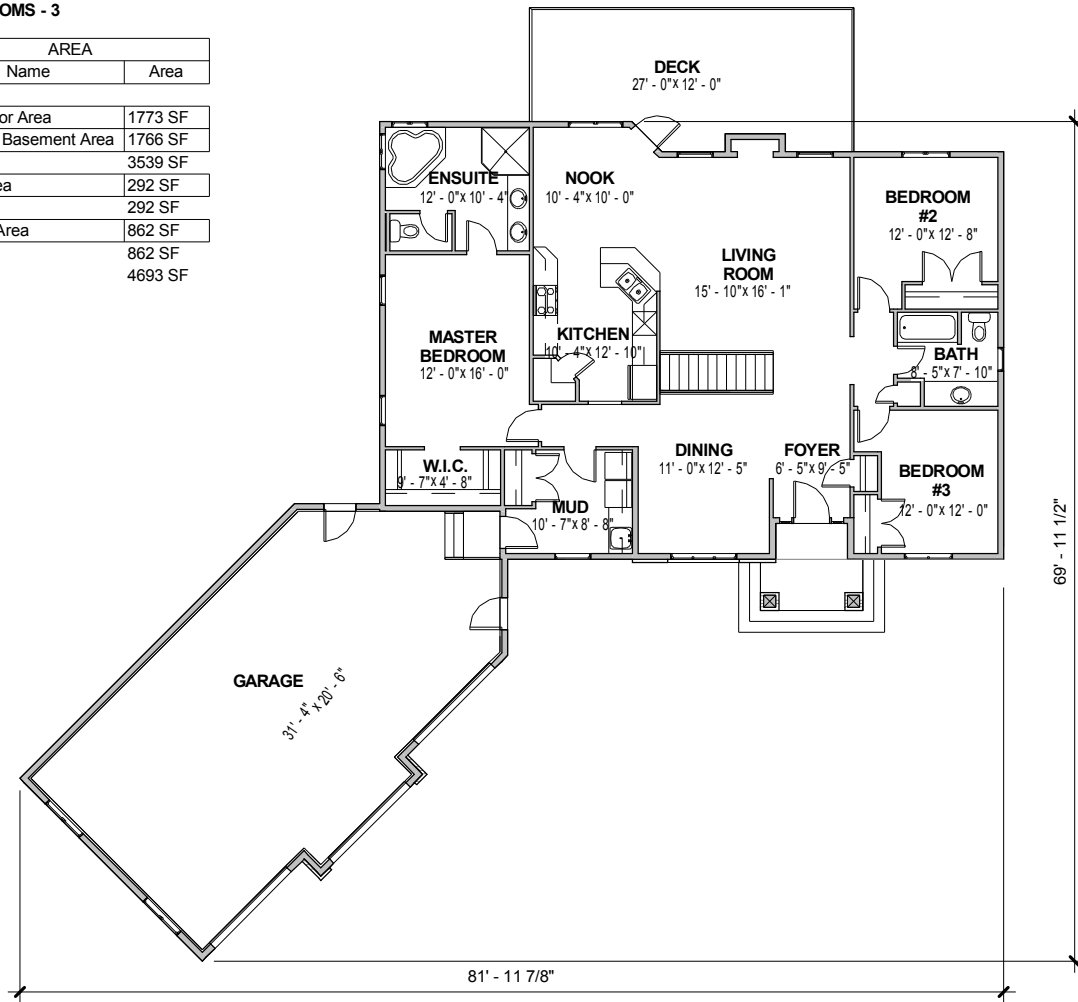 OMS - 3
AREA
Name Area
or Area 1773 SF
Basement Area 1766 SF
3539 SF
ea 292 SF
292 SF
Area 862 SF
862 SF
4693 SF
DECK
27' - 0" x 12' - 0"
ENSUITE
12' - 0" x 10' - 4"
NOOK
10' - 4" x 10' - 0"
BEDROOM
#2
12' - 0" x 12' - 8"
LIVING
ROOM
15' - 10" x 16' - 1"
MASTER
BEDROOM
12' - 0" x 16' - 0"
KITCHEN
10' - 4" x 12' - 10"
BATH
8' - 5" x 7' - 10"
DINING
11' - 0" x 12' - 5"
FOYER
6' - 5" x 9' - 5"
W.I.C.
9' - 7" x 4' - 8"
BEDROOM
#3
12' - 0" x 12' - 0"
MUD
10' - 7" x 8' - 8"
GARAGE
31' - 4" x 20' - 6"
69' - 11 1/2"
81' - 11 7/8"